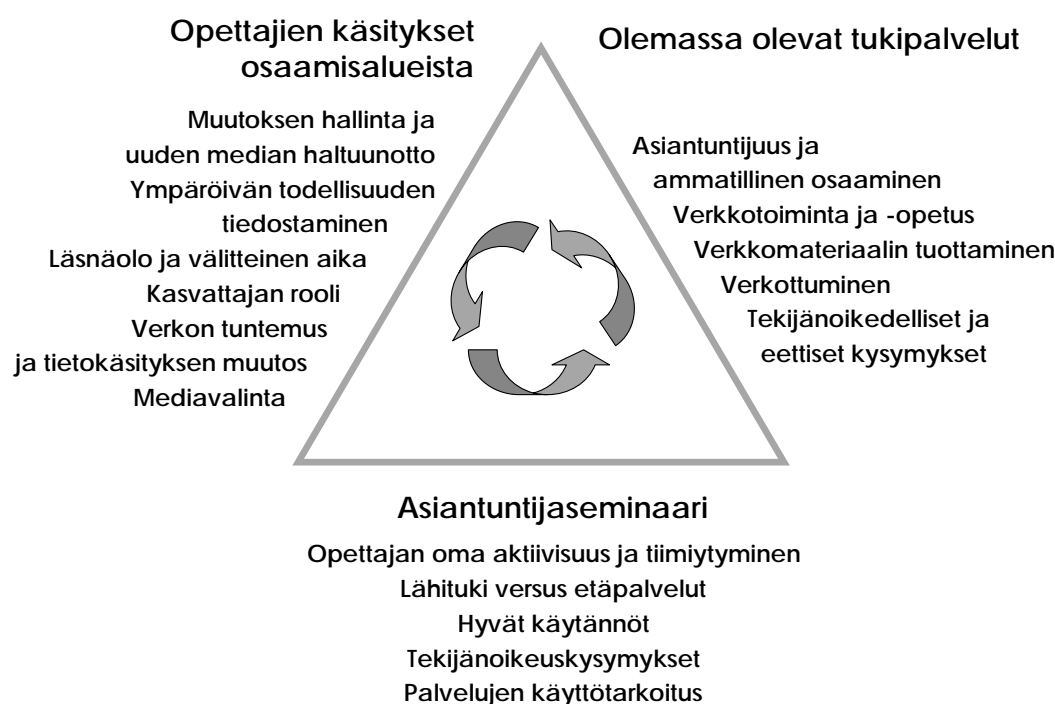 Opettajien käsitykset
osaamisalueista
Muutoksen hallinta ja
uuden median haltuunotto
Ympäröivän todellisuuden
tiedostaminen
Läsnäolo ja välitteinen aika
Kasvattajan rooli
Verkon tuntemus
ja tietokäsityksen muutos
Mediavalinta
Olemassa olevat tukipalvelut
Asiantuntijuus ja
ammatillinen osaaminen
Verkkotoiminta ja -opetus
Verkkomateriaalin tuottaminen
Verkottuminen
Tekijänoikedelliset ja
eettiset kysymykset
Asiantuntijaseminaari
Opettajan oma aktiivisuus ja tiimiytyminen
Lähituki versus etäpalvelut
Hyvät käytännöt
Tekijänoikeuskysymykset
Palvelujen käyttötarkoitus